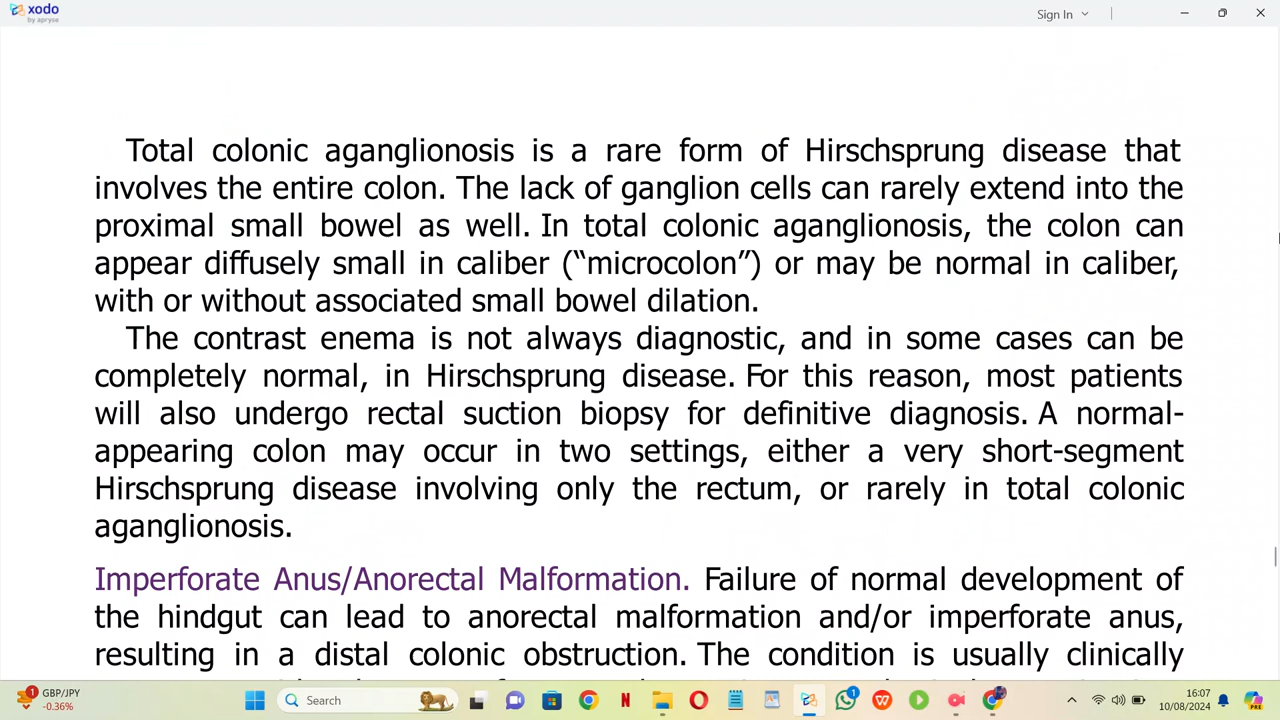 xodo
by apryse
Sign In
Total colonic aganglionosis is a rare form of Hirschsprung disease that
involves the entire colon. The lack of ganglion cells can rarely extend into the
proximal small bowel as well. In total colonic aganglionosis, the colon can
appear diffusely small in caliber (“microcolon”) or may be normal in caliber,
with or without associated small bowel dilation.
The contrast enema is not always diagnostic, and in some cases can be
completely normal, in Hirschsprung disease. For this reason, most patients
will also undergo rectal suction biopsy for definitive diagnosis. A normal-
appearing colon may occur in two settings, either a very short-segment
Hirschsprung disease involving only the rectum, or rarely in total colonic
aganglionosis.
Imperforate Anus/Anorectal Malformation. Failure of normal development of
the hindgut can lead to anorectal malformation and/or imperforate anus,
resulting in a distal colonic obstruction. The condition is usually clinically
1
GBP/JPY
-0.36%
Search
1
16:07
10/08/2024